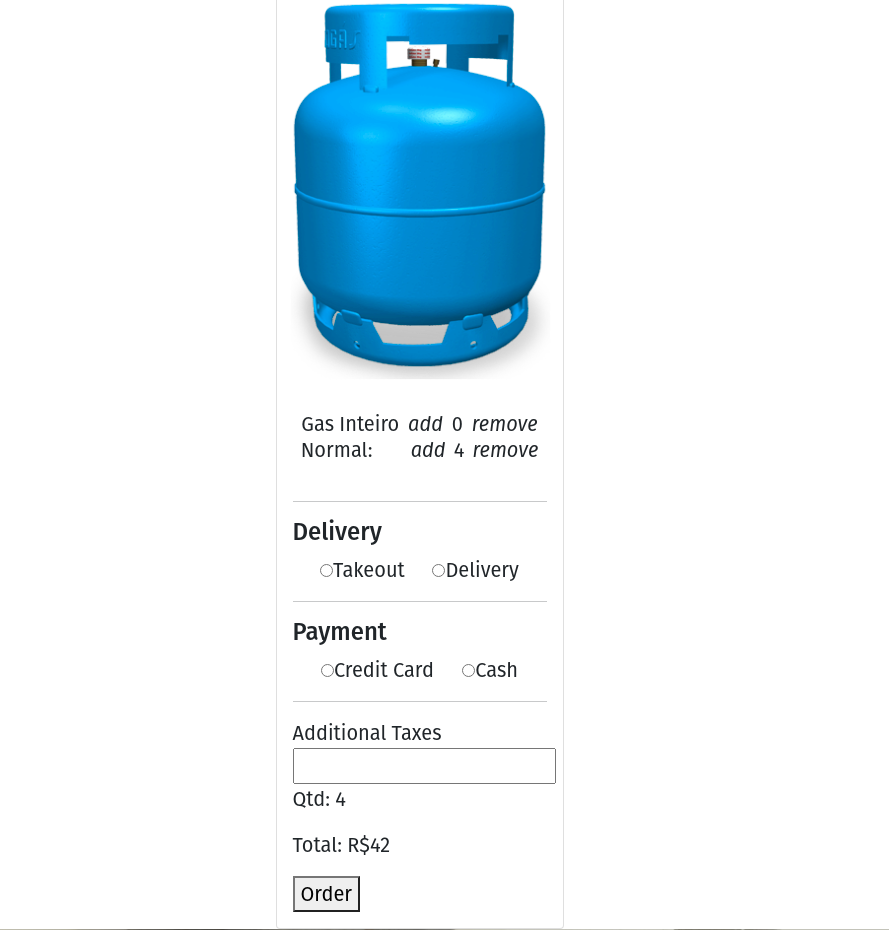 Gas Inteiro add 0 remove
Normal: add 4 remove
Delivery
Takeout Delivery
Payment
Credit Card Cash
Additional Taxes
Qtd: 4
Total: R$42
Order